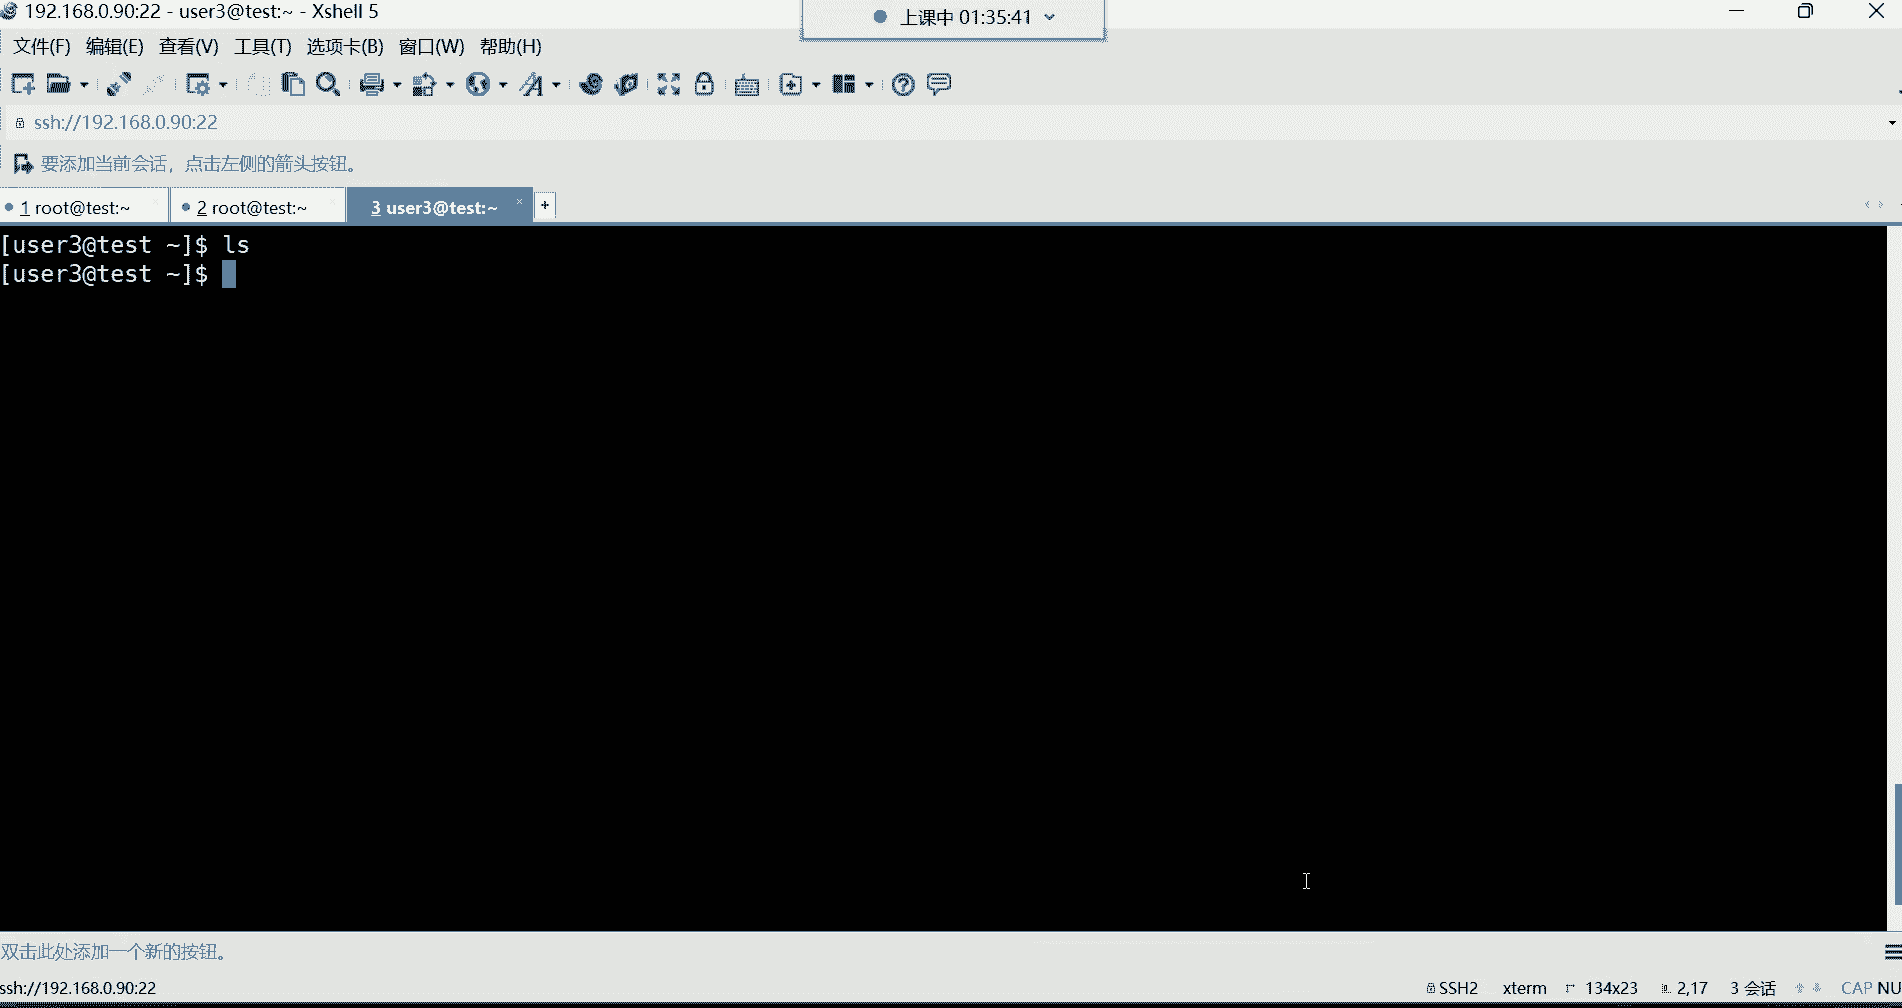 192.168.0.90:22 - user3@test:~ - Xshell 5
上课中 01:35:41
文件(F) 编辑(E) 查看(V) 工具(T) 选项卡(B) 窗口(W) 帮助(H)
ssh://192.168.0.90:22
要添加当前会话，点击左侧的箭头按钮。
1 root@test:~ 2 root@test:~ 3 user3@test:~ +
[user3@test ~]$ ls
[user3@test ~]$
双击此处添加一个新的按钮。
ssh://192.168.0.90:22 SSH2 xterm 134x23 2,17 3 会话 CAP NU